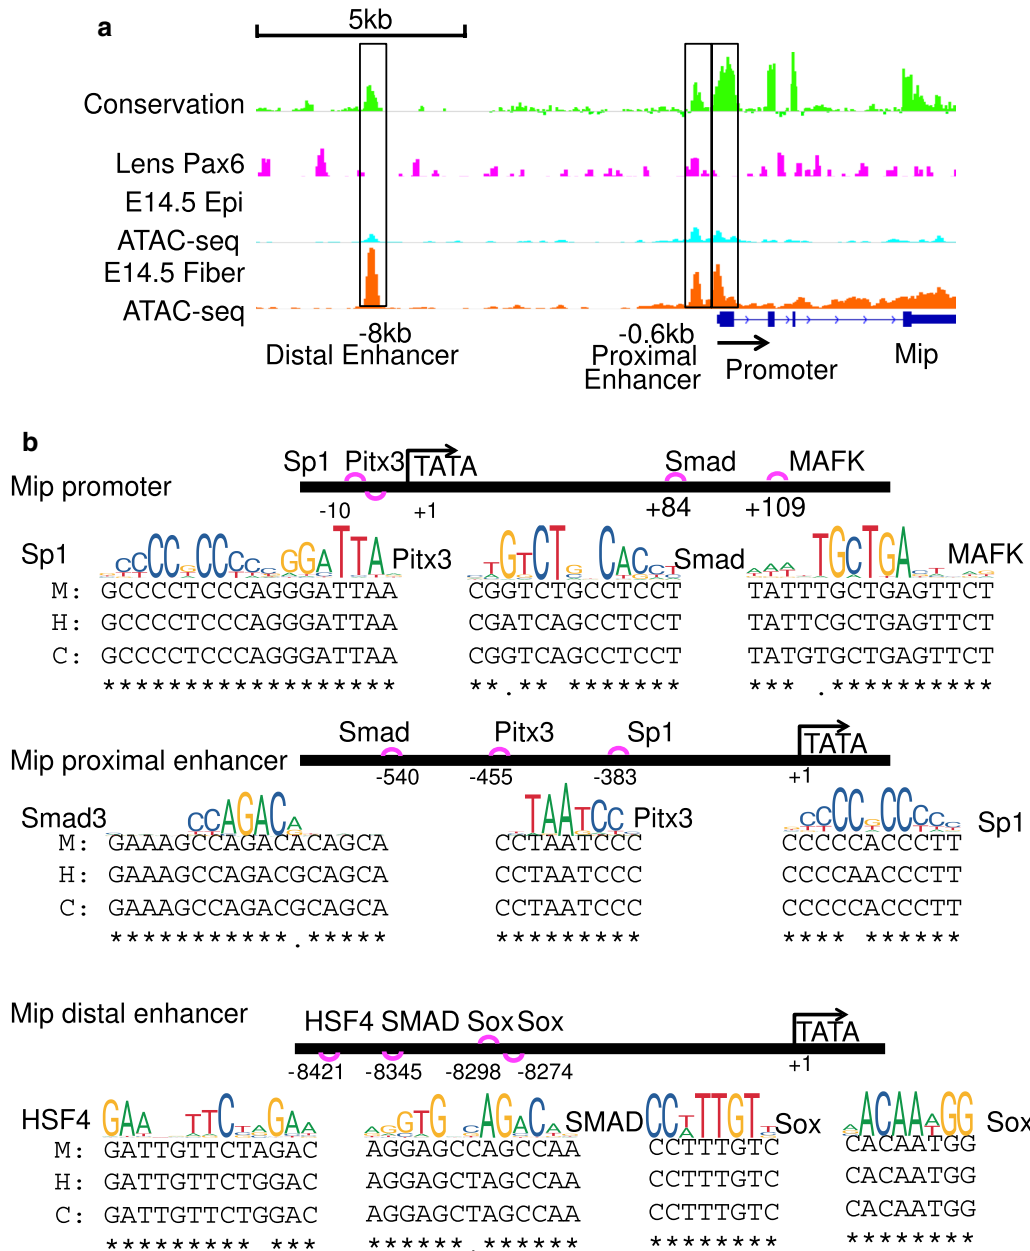 a
5kb
Conservation
Lens Pax6
E14.5 Epi
ATAC-seq
E14.5 Fiber
ATAC-seq
-8kb
Distal Enhancer
-0.6kb
Proximal
Enhancer
Promoter
Mip
b
Sp1 Pitx3 TATA Smad MAFK
Mip promoter
-10 +1 +84 +109
Sp1 Pitx3 Smad MAFK
M: GCCCCTCCCAGGGATTAA CGGTCTGCCTCCT TATTTGCTGAGTTCT
H: GCCCCTCCCAGGGATTAA CGATCAGCCTCCT TATTCGCTGAGTTCT
C: GCCCCTCCCAGGGATTAA CGGTCAGCCTCCT TATGTGCTGAGTTCT
****************** **.** ******* *** .**********
Smad Pitx3 Sp1 TATA
Mip proximal enhancer
-540 -455 -383 +1
Smad3 CCAGACA TAATCC Pitx3 Sp1
M: GAAAGCCAGACACAGCA CCTAATCCC CCCCCACCCTT
H: GAAAGCCAGACGCAGCA CCTAATCCC CCCCAACCCTT
C: GAAAGCCAGACGCAGCA CCTAATCCC CCCCCACCCTT
***********.***** ********* **** ******
Mip distal enhancer
HSF4 SMAD Sox Sox TATA
-8421 -8345 -8298 -8274 +1
HSF4 SMAD Sox Sox
M: GATTGTTCTAGAC AGGAGCCAGCCAA CCTTTGTC CACAATGG
H: GATTGTTCTGGAC AGGAGCTAGCCAA CCTTTGTC CACAATGG
C: GATTGTTCTGGAC AGGAGCTAGCCAA CCTTTGTC CACAATGG
********* *** ******.****** ******** ********